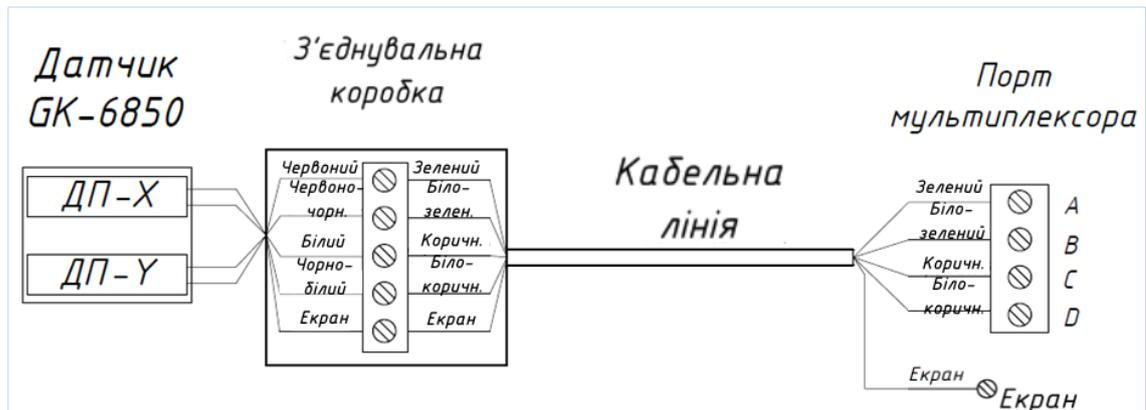 Датчик
GK-6850
З'єднувальна
коробка
Порт
мультиплексора
Кабельна
лінія
ДП-X
ДП-Y
Червоний
Червоно-
чорн.
Білий
Чорно-
білий
Екран
Зелений
Біло-
зелен.
Коричн.
Біло-
коричн.
Екран
Зелений
Біло-
зелений
Коричн.
Біло-
коричн.
A
B
C
D
Екран
Екран